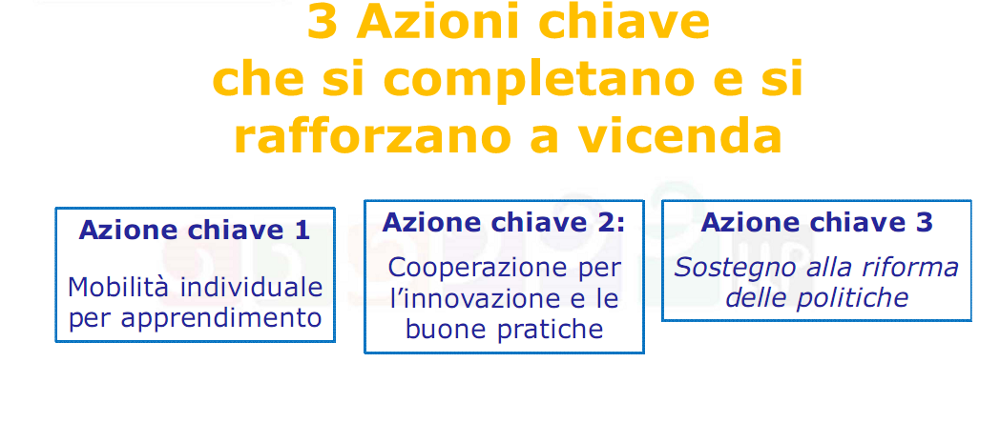 3 Azioni chiave
che si completano e si
rafforzano a vicenda
Azione chiave 1
Mobilità individuale
per apprendimento
Azione chiave 2:
Cooperazione per
l’innovazione e le
buone pratiche
Azione chiave 3
Sostegno alla riforma
delle politiche